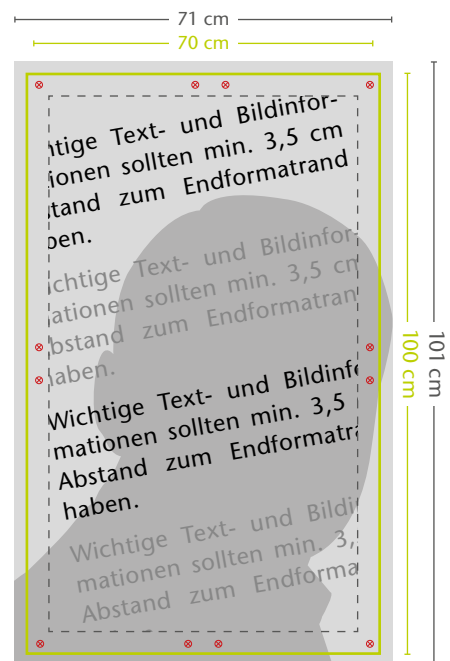 71 cm
70 cm
htige Text- und Bildinfor-
ionen sollten min. 3,5 cm
stand zum Endformatrand
ben.
ichtige Text- und Bildinfor-
ationen sollten min. 3,5 cm
bstand zum Endformatran
haben.
100 cm
101 cm
Wichtige Text- und Bildinfo
mationen sollten min. 3,5
Abstand zum Endformatra
haben.
Wichtige Text- und Bildi
mationen sollten min. 3,
Abstand zum Endforma